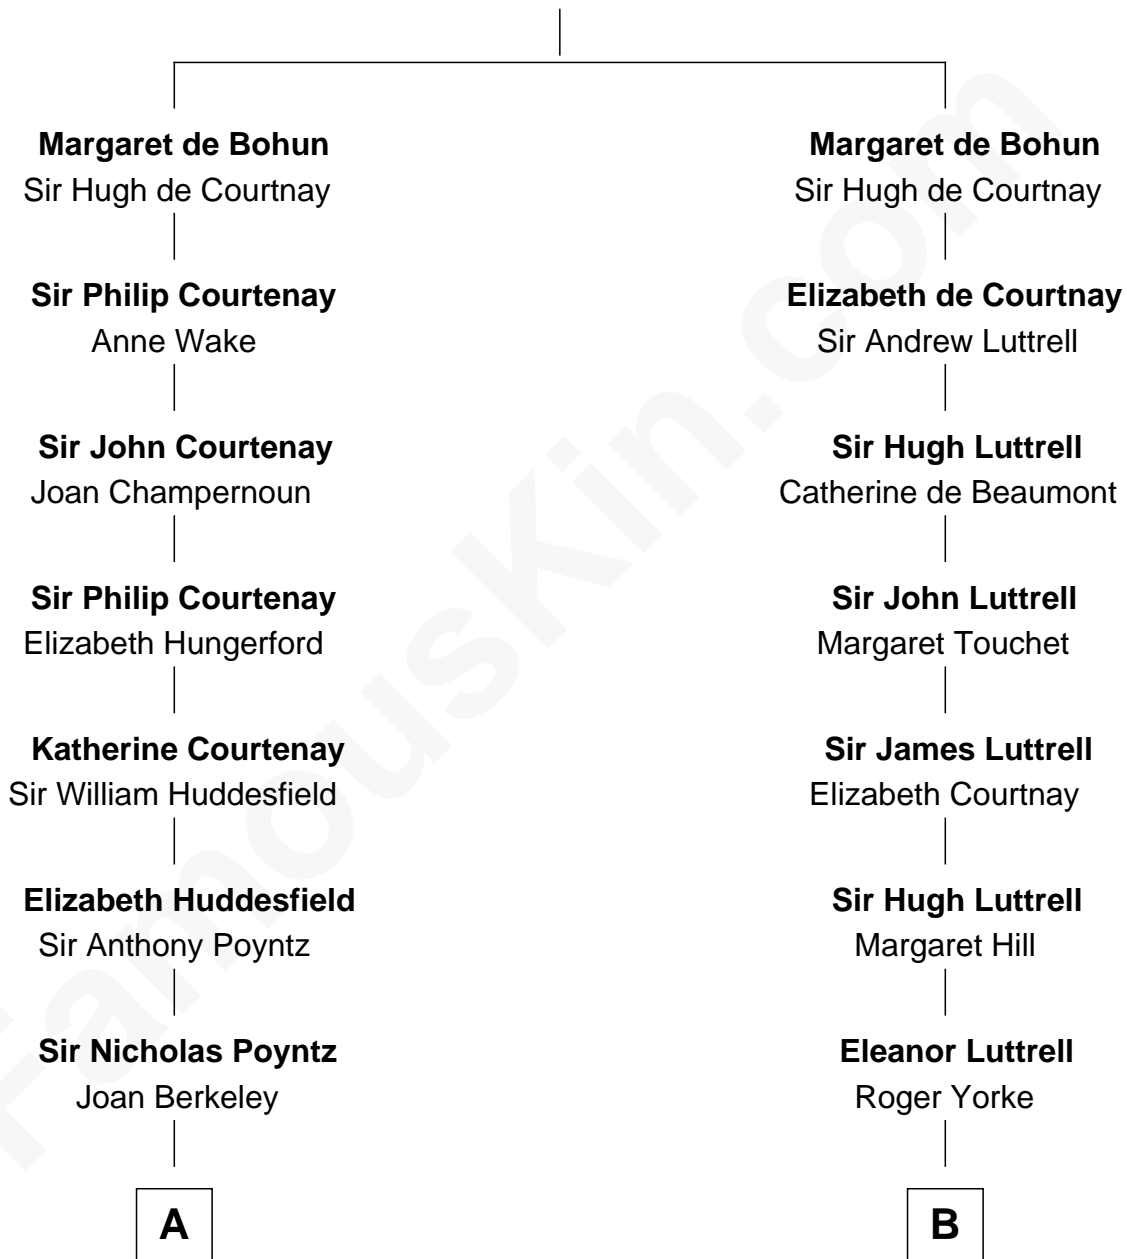 Margaret de Bohun
Sir Hugh de Courtnay
Sir Philip Courtenay
Anne Wake
Sir John Courtenay
Joan Champernoun
Sir Philip Courtenay
Elizabeth Hungerford
Katherine Courtenay
Sir William Huddesfield
Elizabeth Huddesfield
Sir Anthony Poyntz
Sir Nicholas Poyntz
Joan Berkeley
A
Margaret de Bohun
Sir Hugh de Courtnay
Elizabeth de Courtnay
Sir Andrew Luttrell
Sir Hugh Luttrell
Catherine de Beaumont
Sir John Luttrell
Margaret Touchet
Sir James Luttrell
Elizabeth Courtnay
Sir Hugh Luttrell
Margaret Hill
Eleanor Luttrell
Roger Yorke
B
FamousKin.com